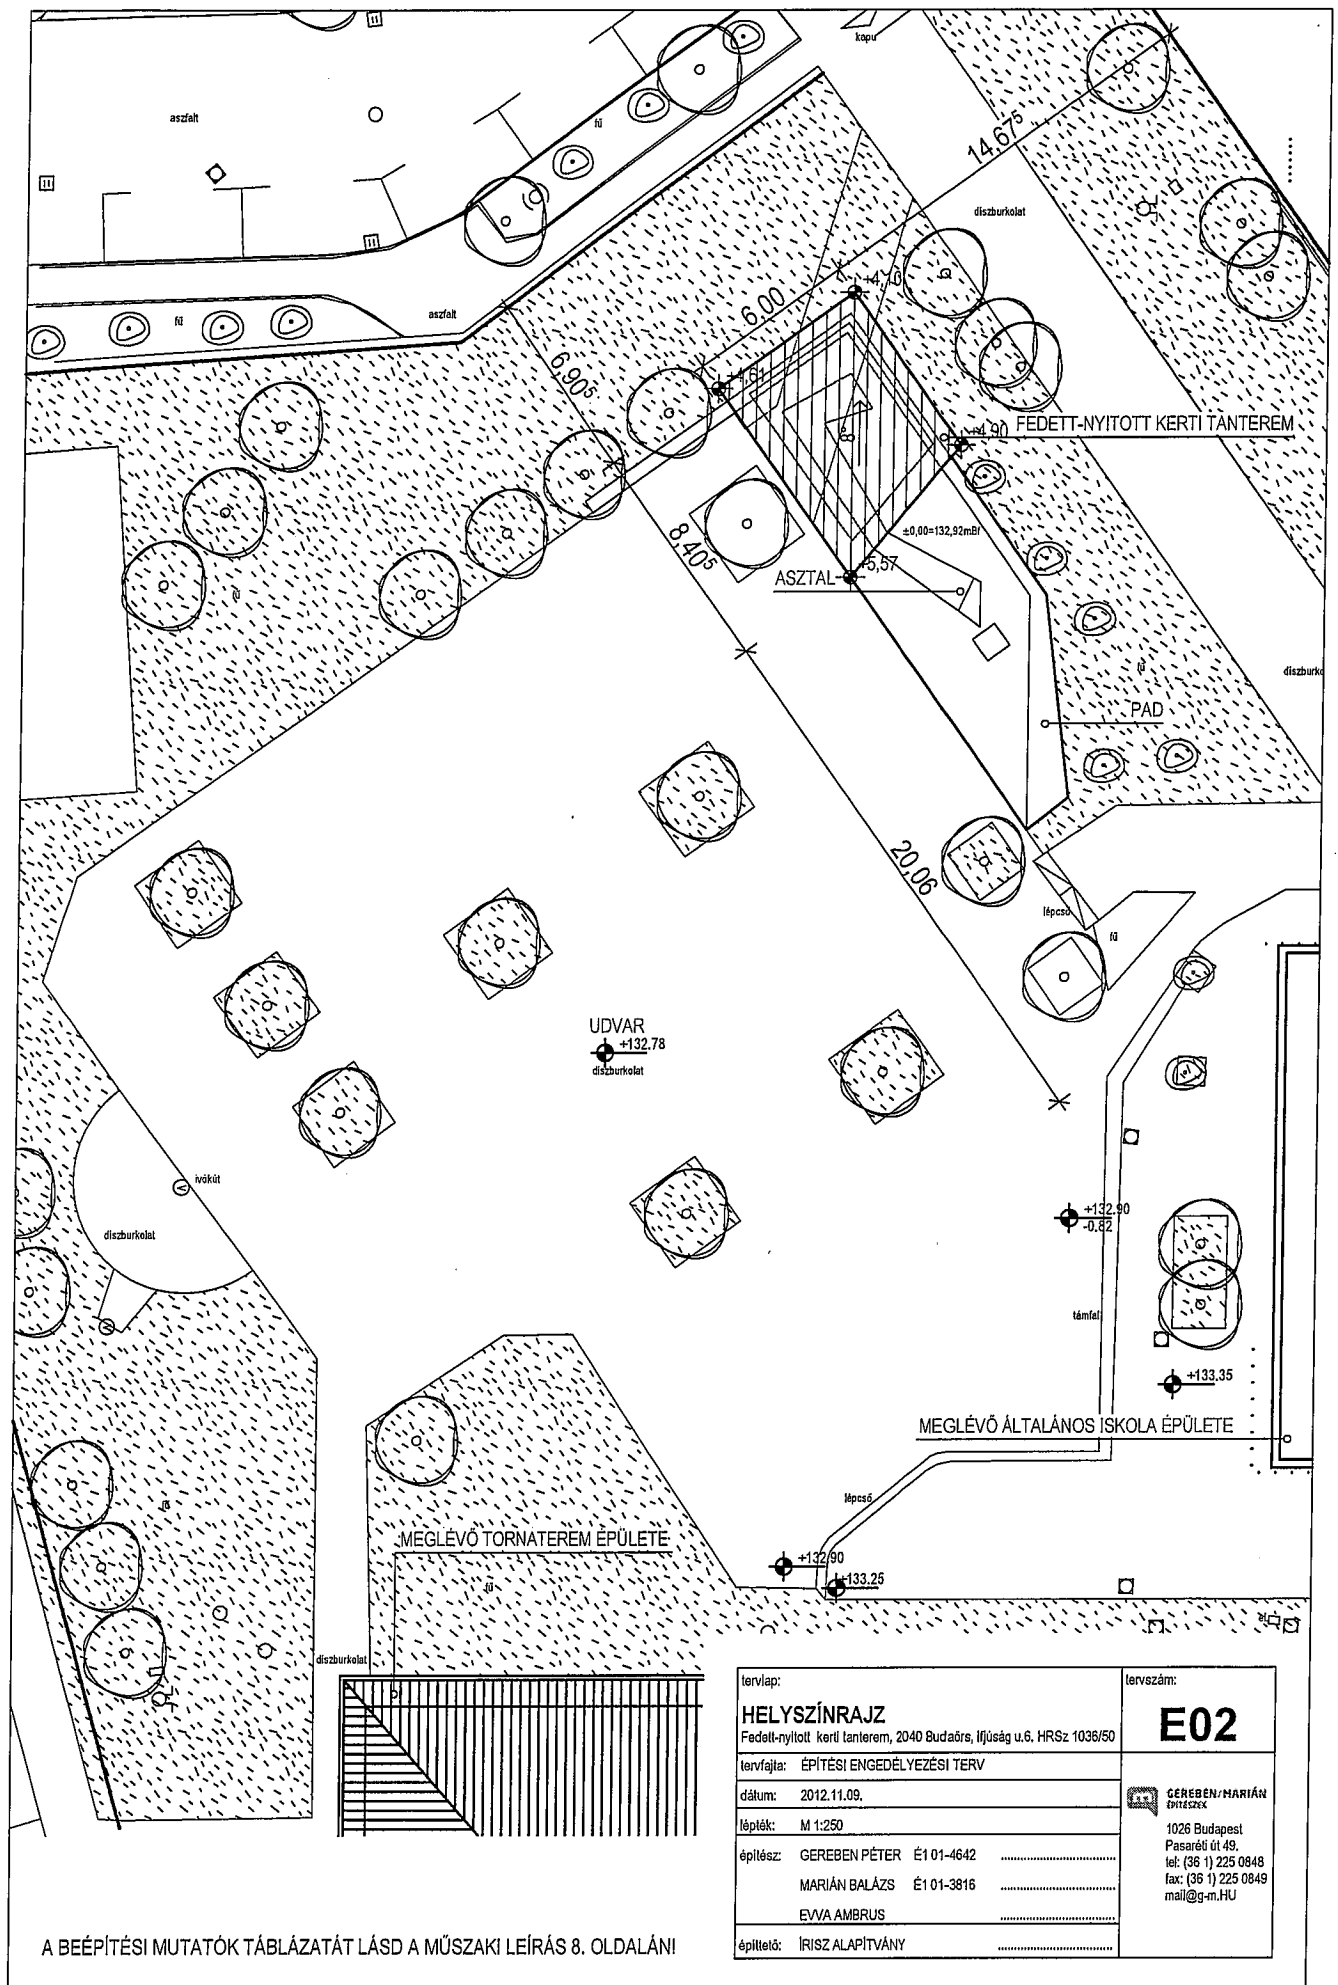 kapu
aszfalt
fű
14,67⁵
díszburkolat
fű
aszfalt
+4,10
6,00
6,90⁵
+4,61
FEDETT-NYITOTT KERTI TANTEREM
+4,90
8,40⁵
±0,00=132,92mBf
+5,57
ASZTAL
fű
fű
díszburko
PAD
20,06
lépcső
fű
UDVAR
+132.78
díszburkolat
ivókút
díszburkolat
+132.90
-0.82
támfal
+133.35
MEGLÉVŐ ÁLTALÁNOS ISKOLA ÉPÜLETE
lépcső
fű
MEGLÉVŐ TORNATEREM ÉPÜLETE
+132.90
+133.25
fű
díszburkolat
tervlap:
HELYSZÍNRAJZ
Fedett-nyitott kerti tanterem, 2040 Budaörs, Ifjúság u.6. HRSz 1036/50
tervszám:
E02
tervfajta: ÉPÍTÉSI ENGEDÉLYEZÉSI TERV
dátum: 2012.11.09.
lépték: M 1:250
építész: GEREBEN PÉTER É1 01-4642
MARIÁN BALÁZS É1 01-3816
EVVA AMBRUS
építtető: ÍRISZ ALAPÍTVÁNY
GEREBEN/MARIÁN
ÉPÍTÉSZEK
1026 Budapest
Pasaréti út 49.
tel: (36 1) 225 0848
fax: (36 1) 225 0849
mail@g-m.HU
A BEÉPÍTÉSI MUTATÓK TÁBLÁZATÁT LÁSD A MŰSZAKI LEÍRÁS 8. OLDALÁN!